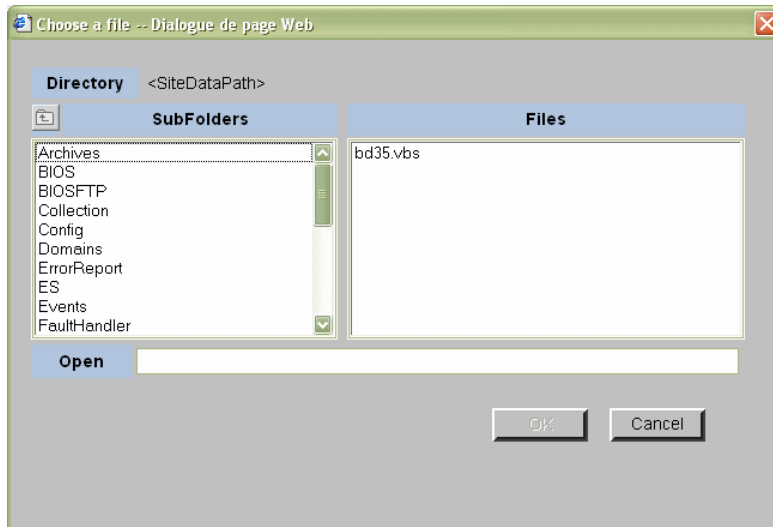 Choose a file -- Dialogue de page Web
Directory <SiteDataPath>
SubFolders
Files
Archives
BIOS
BIOSFTP
Collection
Config
Domains
ErrorReport
ES
Events
FaultHandler
bd35.vbs
Open
OK
Cancel